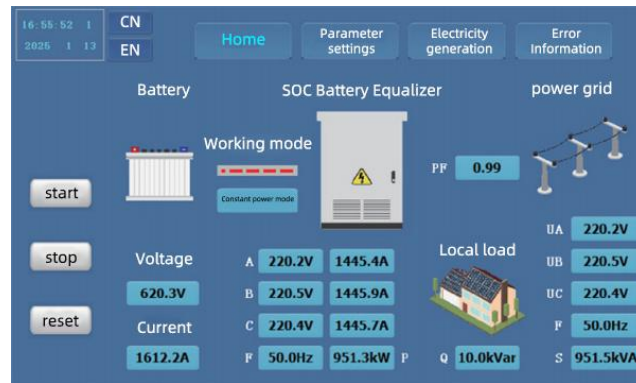 16:55:52 1
2025 1 13
CN
EN
Home
Parameter
settings
Electricity
generation
Error
Information
Battery
SOC Battery Equalizer
power grid
Working mode
Constant power mode
PF 0.99
start
stop
reset
Voltage
620.3V
Current
1612.2A
A 220.2V 1445.4A
B 220.5V 1445.9A
C 220.4V 1445.7A
F 50.0Hz 951.3kW P
Local load
Q 10.0kVar
UA 220.2V
UB 220.5V
UC 220.4V
F 50.0Hz
S 951.5kVA